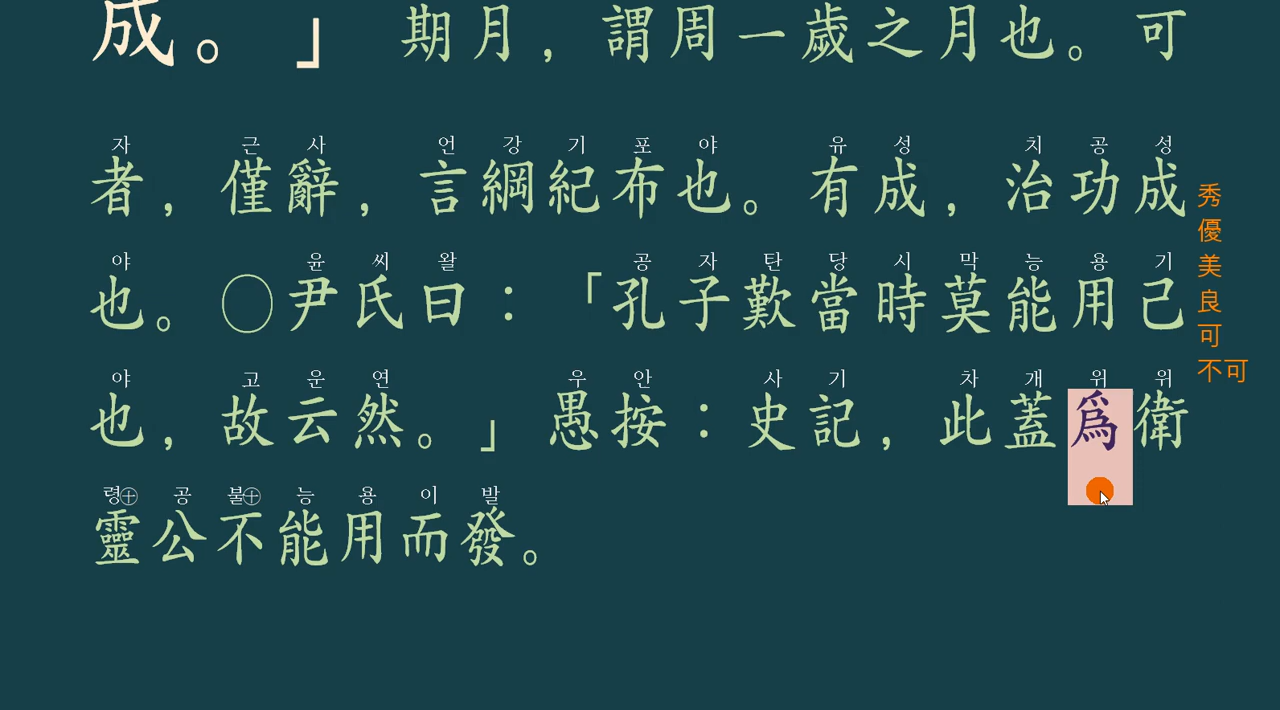 成。」 期月，謂周一歲之月也。可
자 근 사 언 강 기 포 야 유 성 치 공 성
者，僅辭，言綱紀布也。有成，治功成
야 윤 씨 왈 공 자 탄 당 시 막 능 용 기
也。〇尹氏曰：「孔子歎當時莫能用己
야 고 운 연 우 안 사 기 차 개 위 위
也，故云然。」愚按：史記，此蓋爲衛
령㊉ 공 불㊉ 능 용 이 발
靈公不能用而發。
秀
優
美
良
可
不可